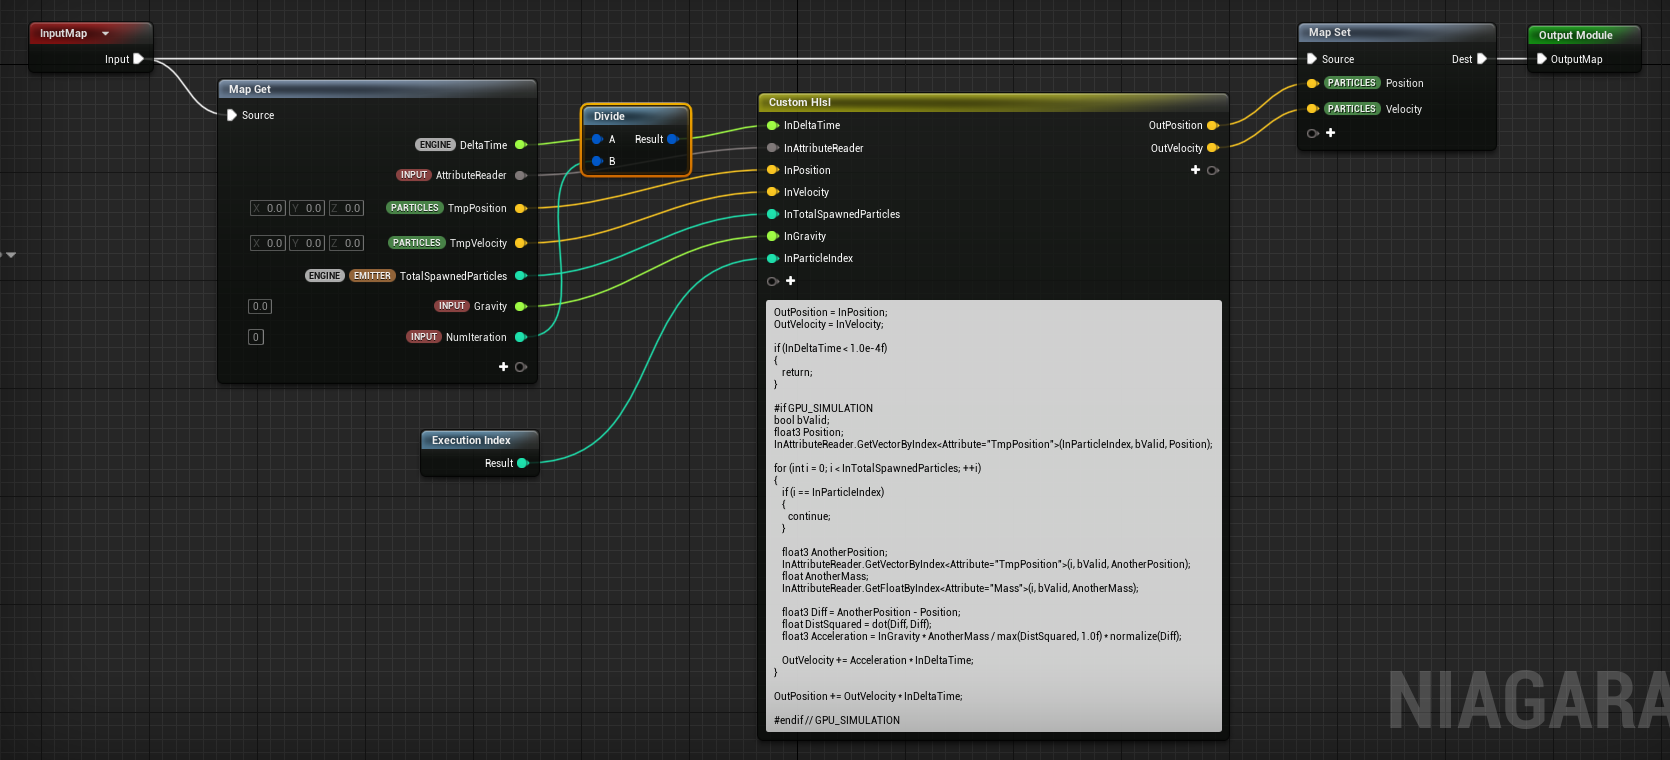 InputMap
Input
Map Get
Source
ENGINE DeltaTime
INPUT AttributeReader
X 0.0 Y 0.0 Z 0.0 PARTICLES TmpPosition
X 0.0 Y 0.0 Z 0.0 PARTICLES TmpVelocity
ENGINE EMITTER TotalSpawnedParticles
0.0 INPUT Gravity
0 INPUT NumIteration
Execution Index
Result
Divide
A Result
B
Custom Hlsl
InDeltaTime OutPosition
InAttributeReader OutVelocity
InPosition
InVelocity
InTotalSpawnedParticles
InGravity
InParticleIndex
OutPosition = InPosition;
OutVelocity = InVelocity;
if (InDeltaTime < 1.0e-4f)
{
return;
}
#if GPU_SIMULATION
bool bValid;
float3 Position;
InAttributeReader.GetVectorByIndex<Attribute="TmpPosition">(InParticleIndex, bValid, Position);
for (int i = 0; i < InTotalSpawnedParticles; ++i)
{
if (i == InParticleIndex)
{
continue;
}
float3 AnotherPosition;
InAttributeReader.GetVectorByIndex<Attribute="TmpPosition">(i, bValid, AnotherPosition);
float AnotherMass;
InAttributeReader.GetFloatByIndex<Attribute="Mass">(i, bValid, AnotherMass);
float3 Diff = AnotherPosition - Position;
float DistSquared = dot(Diff, Diff);
float3 Acceleration = InGravity * AnotherMass / max(DistSquared, 1.0f) * normalize(Diff);
OutVelocity += Acceleration * InDeltaTime;
}
OutPosition += OutVelocity * InDeltaTime;
#endif // GPU_SIMULATION
Map Set
Source Dest
PARTICLES Position
PARTICLES Velocity
Output Module
OutputMap
NIAGARA